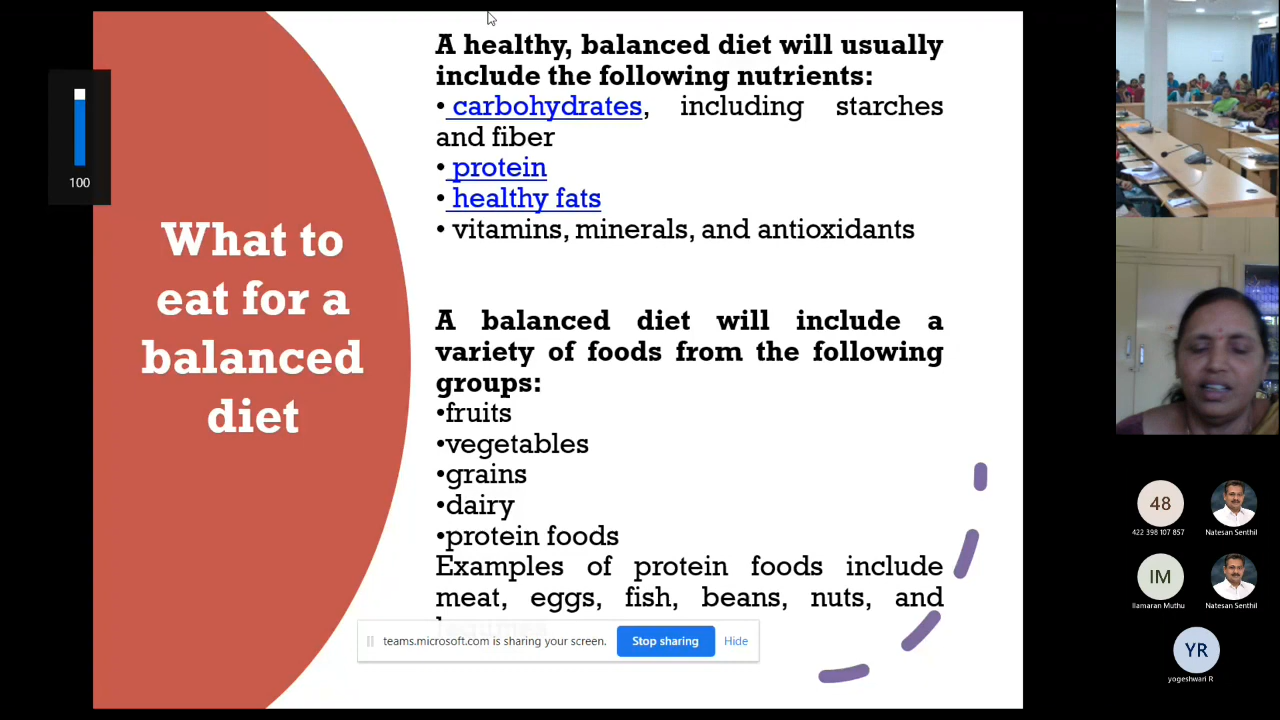 100
What to
eat for a
balanced
diet
A healthy, balanced diet will usually
include the following nutrients:
• carbohydrates, including starches
and fiber
• protein
• healthy fats
• vitamins, minerals, and antioxidants
A balanced diet will include a
variety of foods from the following
groups:
•fruits
•vegetables
•grains
•dairy
•protein foods
Examples of protein foods include
meat, eggs, fish, beans, nuts, and
teams.microsoft.com is sharing your screen.
Stop sharing
Hide
48
422 398 107 857
Natesan Senthil
IM
Ilamaran Muthu
Natesan Senthil
YR
yogeshwari R